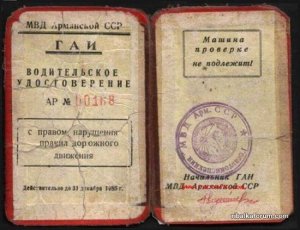 МВД Армянской ССР
ГАИ
ВОДИТЕЛЬСКОЕ
УДОСТОВЕРЕНИЕ
АР № 00168
с правом нарушения
правил дорожного
движения
Действительно до 31 декабря 1985 г.
Машина
проверке
не подлежит!
МВД Арм. ССР
Начальник ГАИ
МВД Армянской ССР